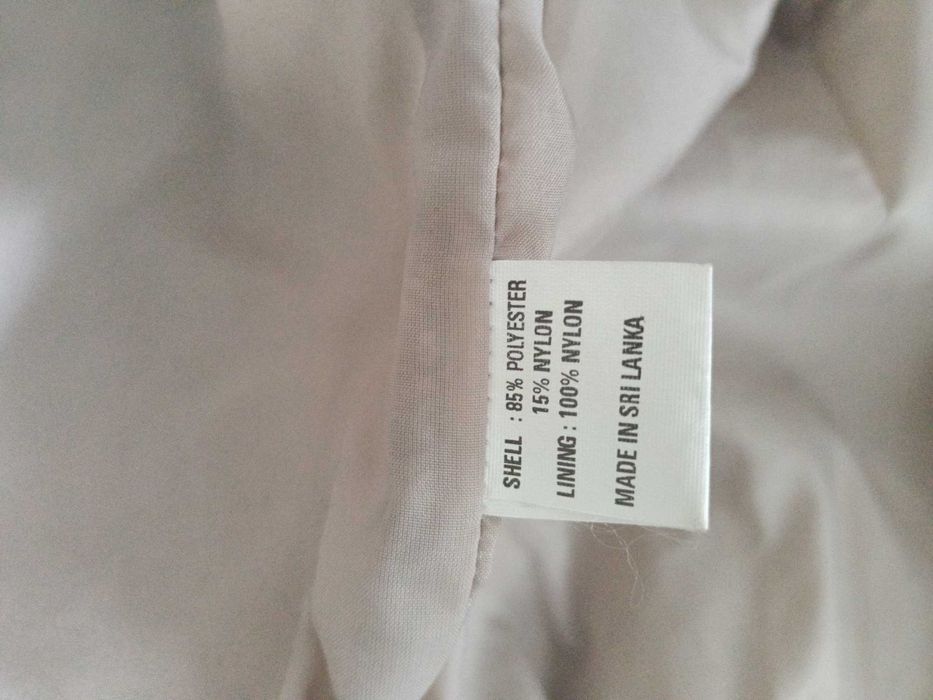 SHELL : 85% POLYESTER
15% NYLON
LINING : 100% NYLON
MADE IN SRI LANKA